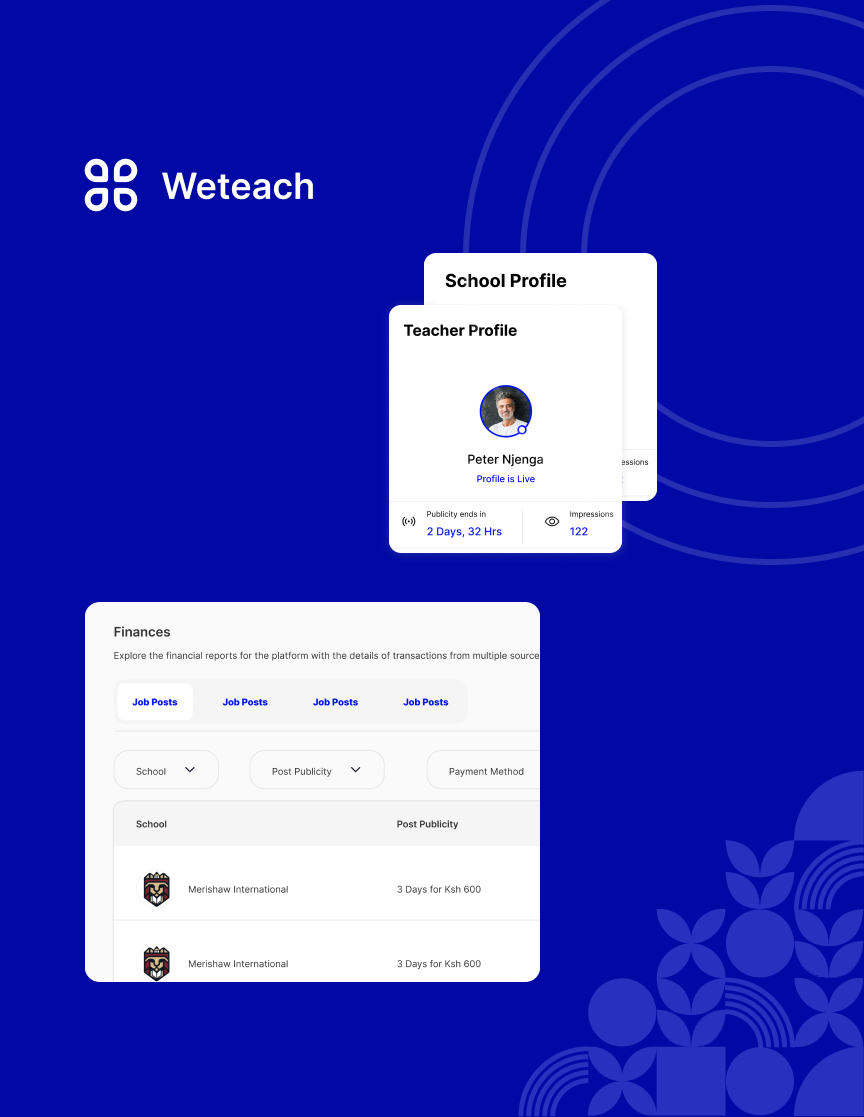 Weteach
School Profile
Teacher Profile
Peter Njenga
Profile is Live
essions
Publicity ends in
2 Days, 32 Hrs
Impressions
122
Finances
Explore the financial reports for the platform with the details of transactions from multiple source
Job Posts Job Posts Job Posts Job Posts
School Post Publicity Payment Method
School Post Publicity
Merishaw International 3 Days for Ksh 600
Merishaw International 3 Days for Ksh 600